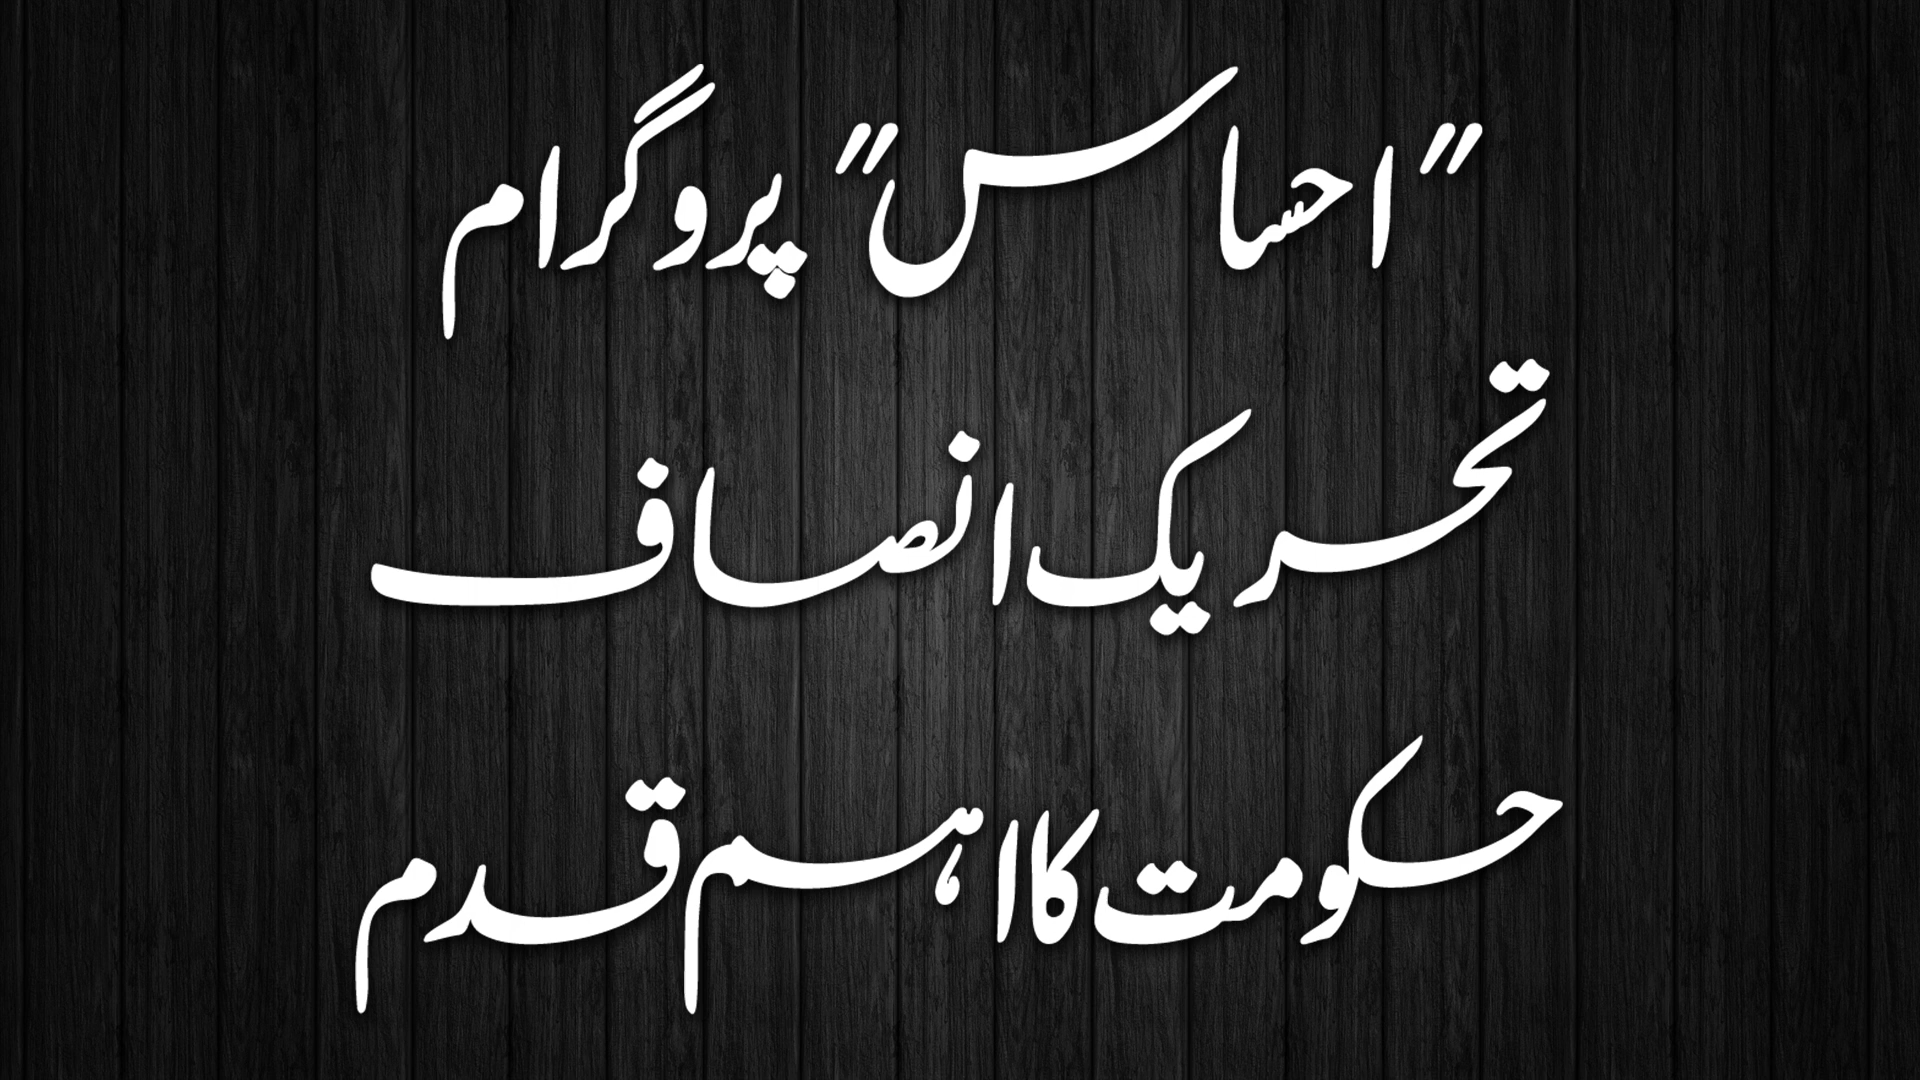 "احساس" پروگرام
تحریک انصاف
حکومت کا اہم قدم